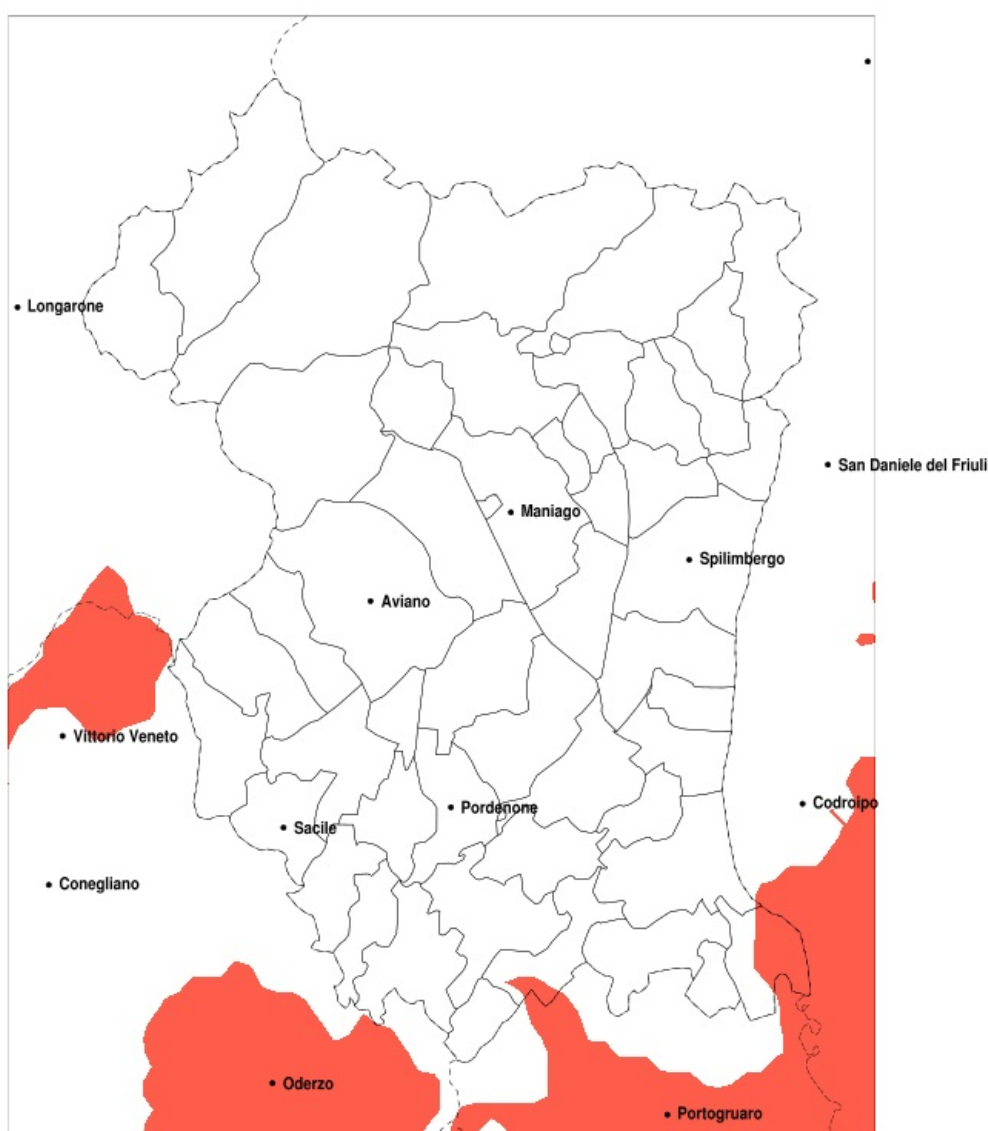 Longarone
San Daniele del Friuli
Maniago
Spilimbergo
Aviano
Vittorio Veneto
Codroipo
Pordenone
Sacile
Conegliano
Oderzo
Portogruaro